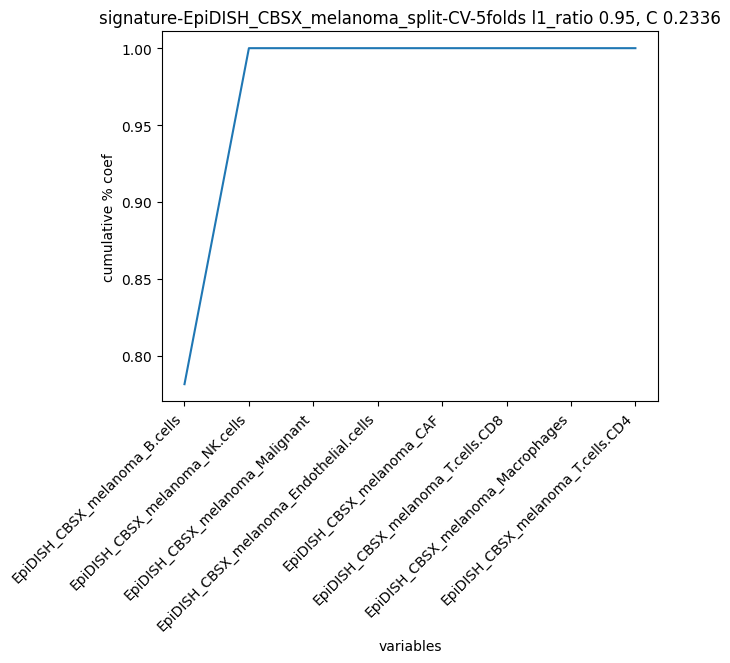 signature-EpiDISH_CBSX_melanoma_split-CV-5folds l1_ratio 0.95, C 0.2336
1.00
0.95
0.90
0.85
0.80
cumulative % coef
EpiDISH_CBSX_melanoma_B.cells
EpiDISH_CBSX_melanoma_NK.cells
EpiDISH_CBSX_melanoma_Malignant
EpiDISH_CBSX_melanoma_Endothelial.cells
EpiDISH_CBSX_melanoma_CAF
EpiDISH_CBSX_melanoma_T.cells.CD8
EpiDISH_CBSX_melanoma_Macrophages
EpiDISH_CBSX_melanoma_T.cells.CD4
variables